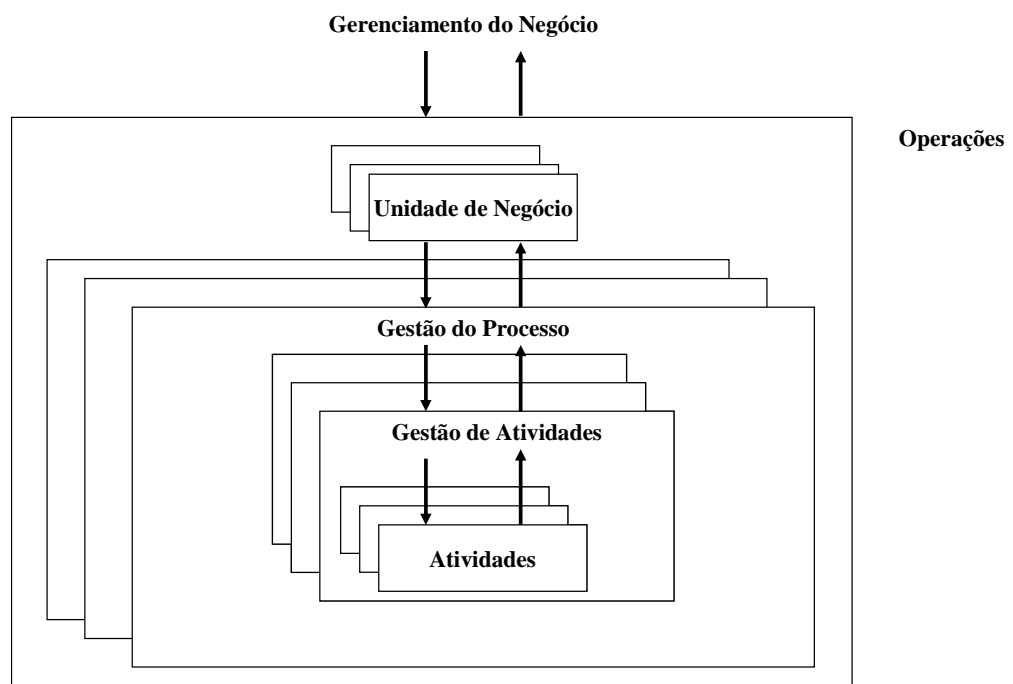 Gerenciamento do Negócio
Operações
Unidade de Negócio
Gestão do Processo
Gestão de Atividades
Atividades